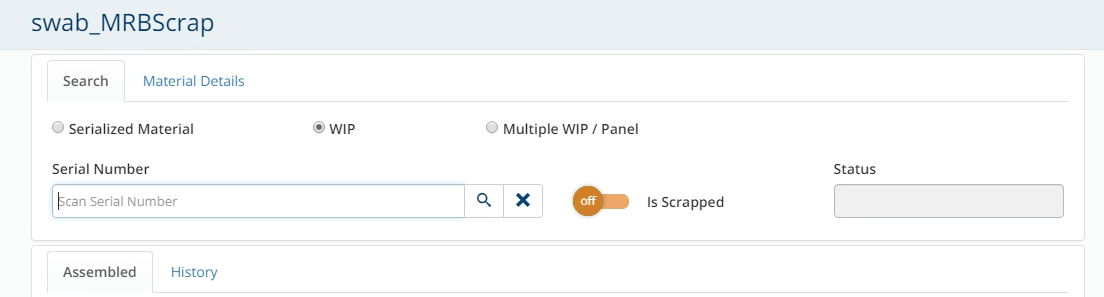 swab_MRBScrap
Search Material Details
Serialized Material WIP Multiple WIP / Panel
Serial Number Status
Scan Serial Number off Is Scrapped
Assembled History